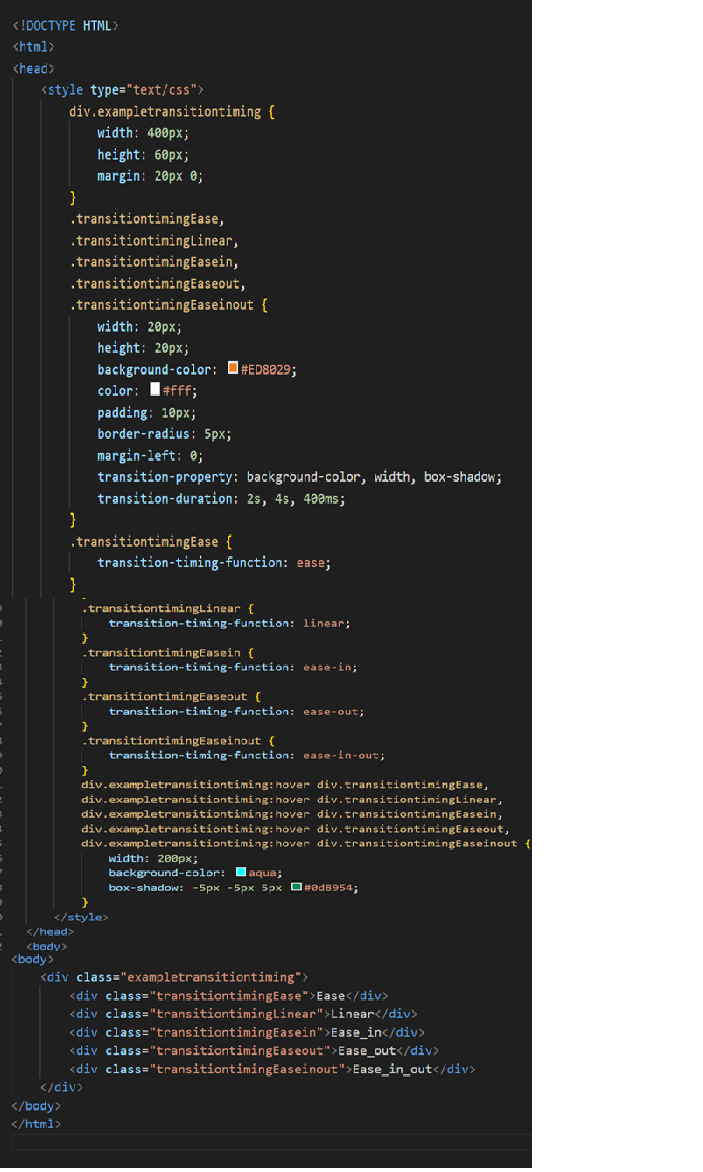 <!DOCTYPE HTML>
<html>
<head>
<style type="text/css">
div.exampletransitiontiming {
width: 400px;
height: 60px;
margin: 20px 0;
}
.transitiontimingEase,
.transitiontimingLinear,
.transitiontimingEasein,
.transitiontimingEaseout,
.transitiontimingEaseinout {
width: 20px;
height: 20px;
background-color: #ED8029;
color: #fff;
padding: 10px;
border-radius: 5px;
margin-left: 0;
transition-property: background-color, width, box-shadow;
transition-duration: 2s, 4s, 400ms;
}
.transitiontimingEase {
transition-timing-function: ease;
}
.transitiontimingLinear {
transition-timing-function: linear;
}
.transitiontimingEasein {
transition-timing-function: ease-in;
}
.transitiontimingEaseout {
transition-timing-function: ease-out;
}
.transitiontimingEaseinout {
transition-timing-function: ease-in-out;
}
div.exampletransitiontiming:hover div.transitiontimingEase,
div.exampletransitiontiming:hover div.transitiontimingLinear,
div.exampletransitiontiming:hover div.transitiontimingEasein,
div.exampletransitiontiming:hover div.transitiontimingEaseout,
div.exampletransitiontiming:hover div.transitiontimingEaseinout {
width: 200px;
background-color: aqua;
box-shadow: -5px -5px 5px #0d8954;
}
</style>
</head>
<body>
<body>
<div class="exampletransitiontiming">
<div class="transitiontimingEase">Ease</div>
<div class="transitiontimingLinear">Linear</div>
<div class="transitiontimingEasein">Ease_in</div>
<div class="transitiontimingEaseout">Ease_out</div>
<div class="transitiontimingEaseinout">Ease_in_out</div>
</div>
</body>
</html>